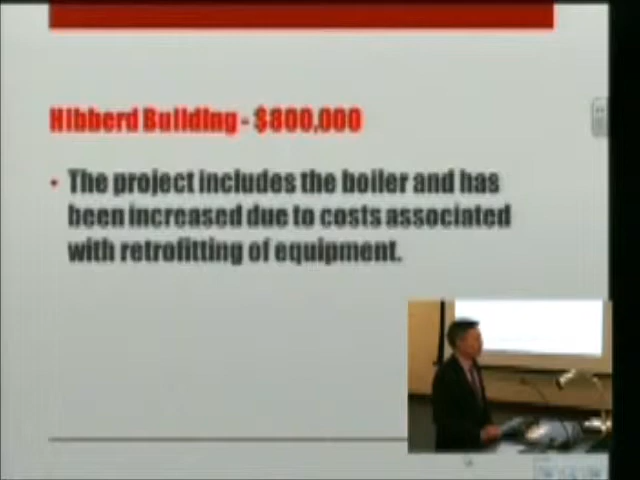 Hibberd Building - $800,000
• The project includes the boiler and has
been increased due to costs associated
with retrofitting of equipment.